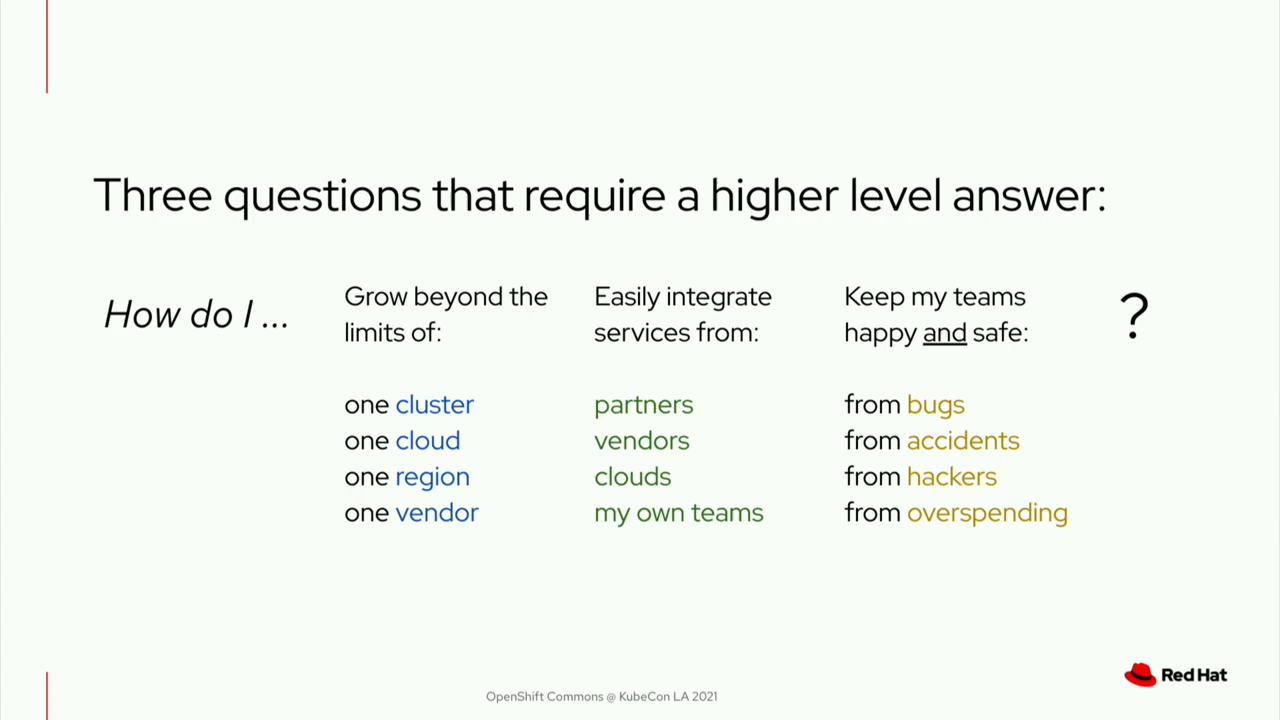 Three questions that require a higher level answer:
How do I ...
Grow beyond the
limits of:
one cluster
one cloud
one region
one vendor
Easily integrate
services from:
partners
vendors
clouds
my own teams
Keep my teams
happy and safe:
from bugs
from accidents
from hackers
from overspending
?
Red Hat
OpenShift Commons @ KubeCon LA 2021